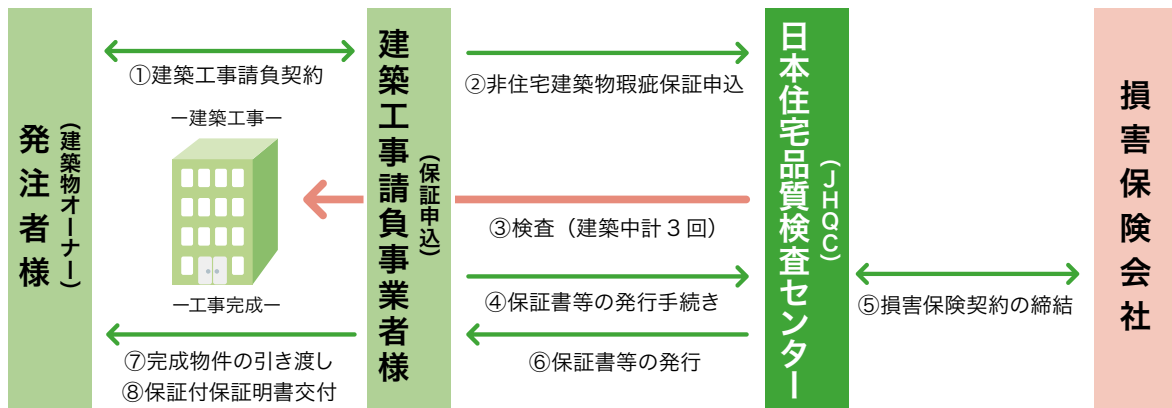 発注者様
(建築物オーナー)
①建築工事請負契約
ー建築工事ー
ー工事完成ー
⑦完成物件の引き渡し
⑧保証付保証明書交付
建築工事請負事業者様
(保証申込)
②非住宅建築物瑕疵保証申込
③検査（建築中計3回）
④保証書等の発行手続き
⑥保証書等の発行
日本住宅品質検査センター
(JHQC)
⑤損害保険契約の締結
損害保険会社